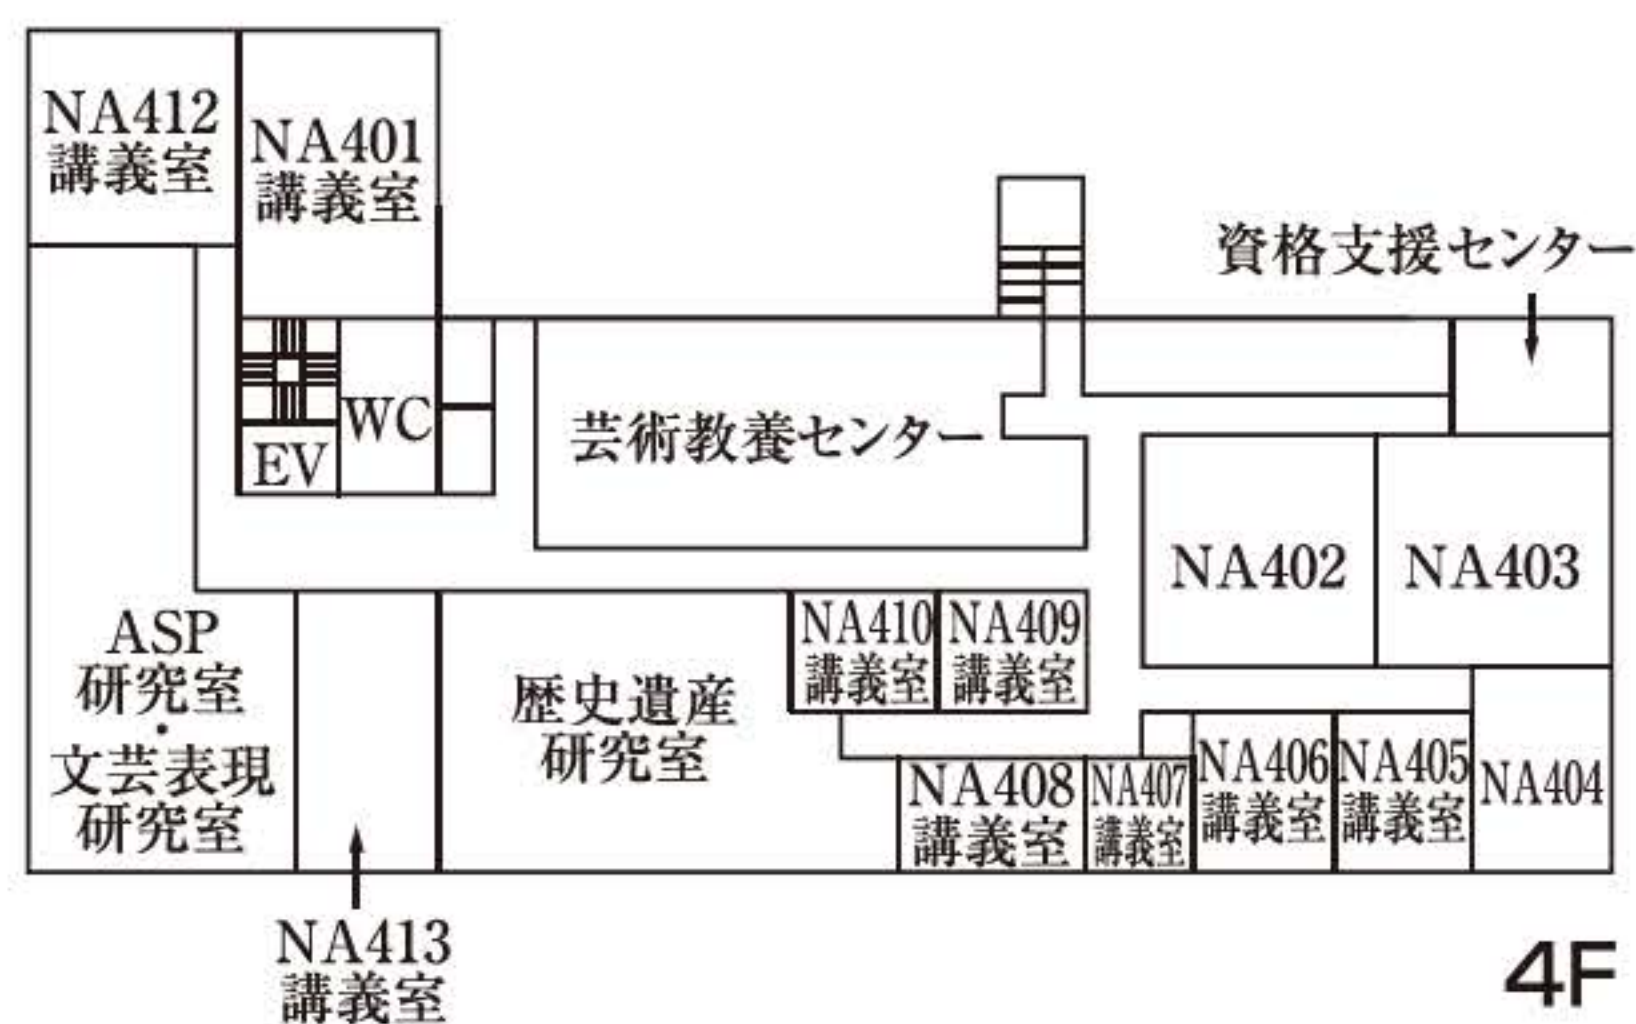 NA412
講義室
NA401
講義室
資格支援センター
EV
WC
芸術教養センター
NA402
NA403
ASP
研究室
・
文芸表現
研究室
歴史遺産
研究室
NA410
講義室
NA409
講義室
NA408
講義室
NA407
講義室
NA406
講義室
NA405
講義室
NA404
NA413
講義室
4F